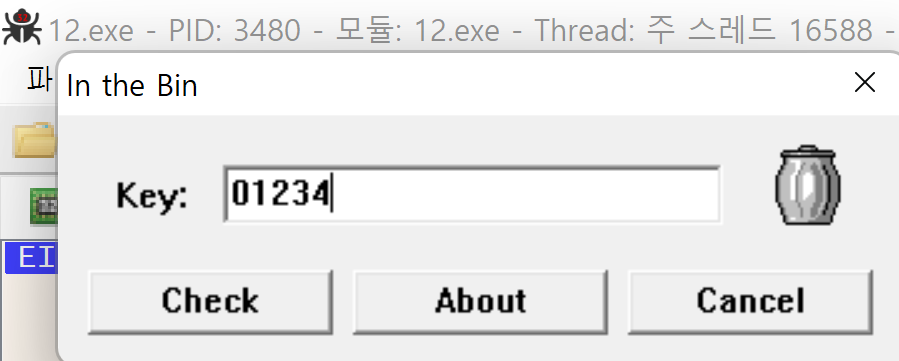 12.exe - PID: 3480 - 모듈: 12.exe - Thread: 주 스레드 16588 -
파
In the Bin
Key: 01234
EI
Check About Cancel